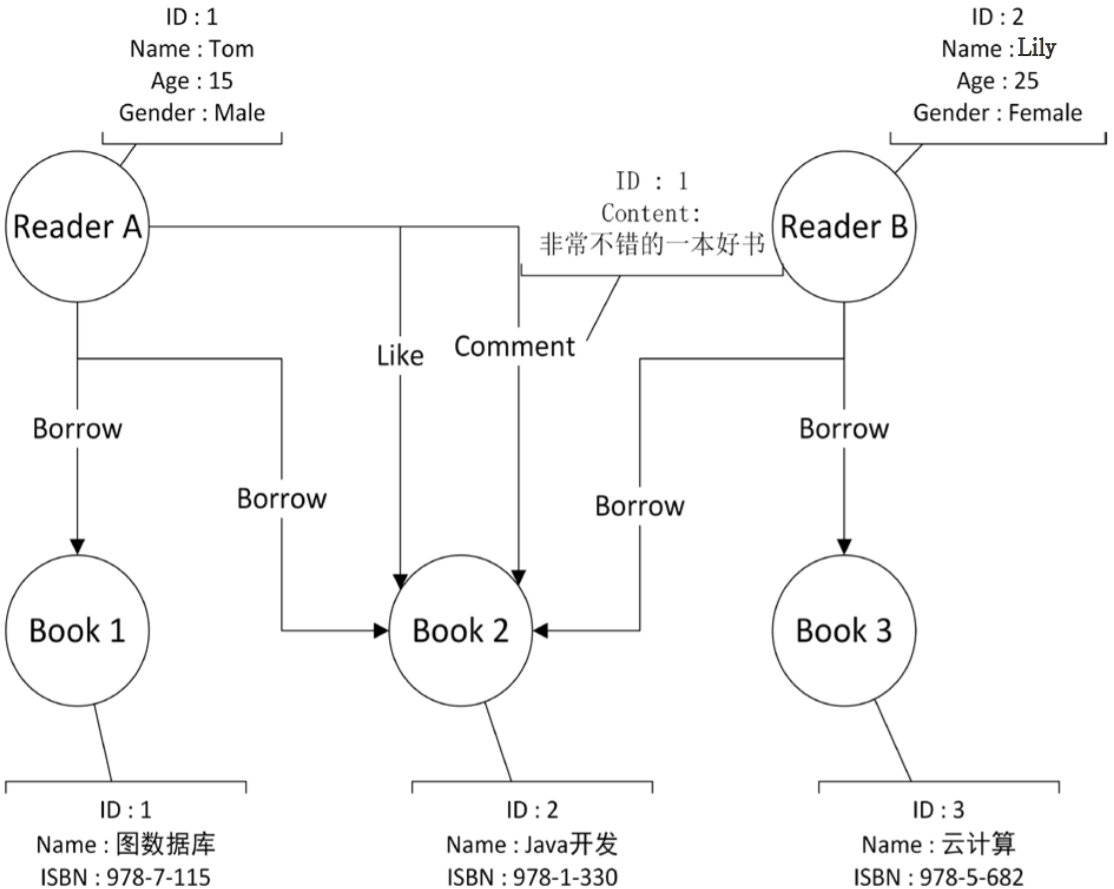 ID : 1
Name : Tom
Age : 15
Gender : Male
ID : 2
Name : Lily
Age : 25
Gender : Female
Reader A
ID : 1
Content:
非常不错的一本好书
Reader B
Like
Comment
Borrow
Borrow
Borrow
Borrow
Book 1
Book 2
Book 3
ID : 1
Name : 图数据库
ISBN : 978-7-115
ID : 2
Name : Java开发
ISBN : 978-1-330
ID : 3
Name : 云计算
ISBN : 978-5-682